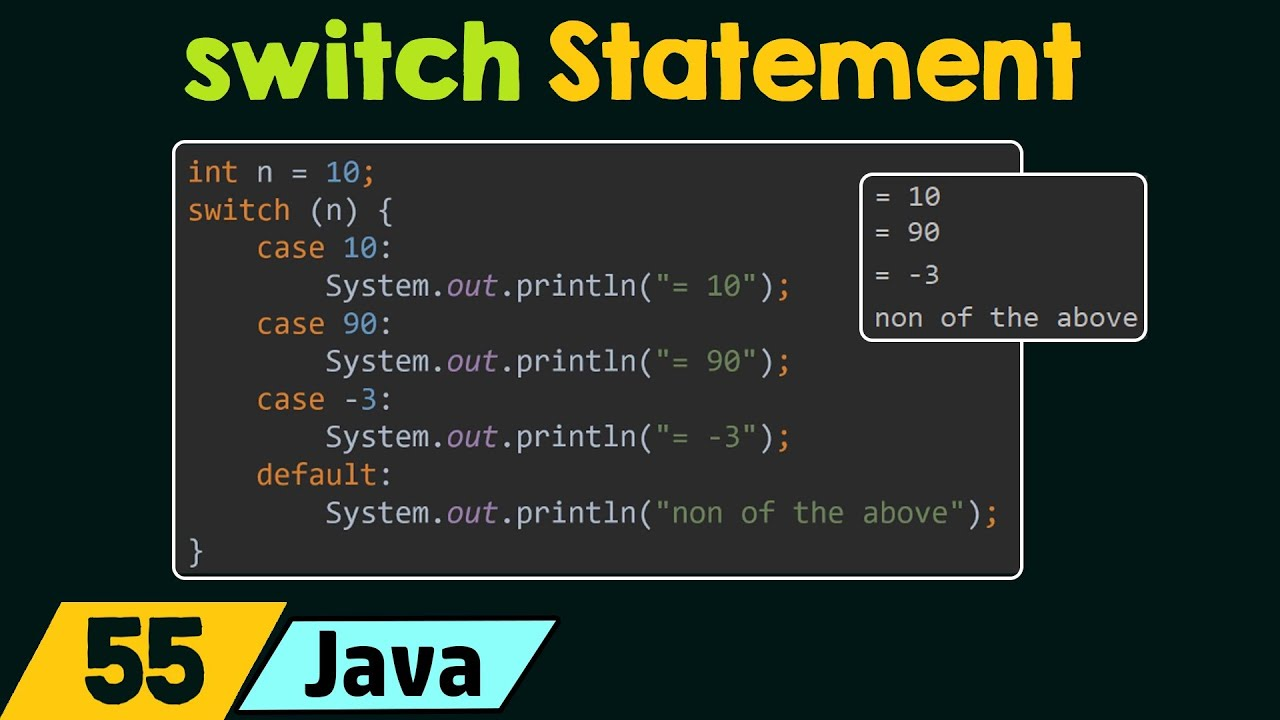 switch Statement
int n = 10;
switch (n) {
    case 10:
        System.out.println("= 10");
    case 90:
        System.out.println("= 90");
    case -3:
        System.out.println("= -3");
    default:
        System.out.println("non of the above");
}
= 10
= 90
= -3
non of the above
55 Java